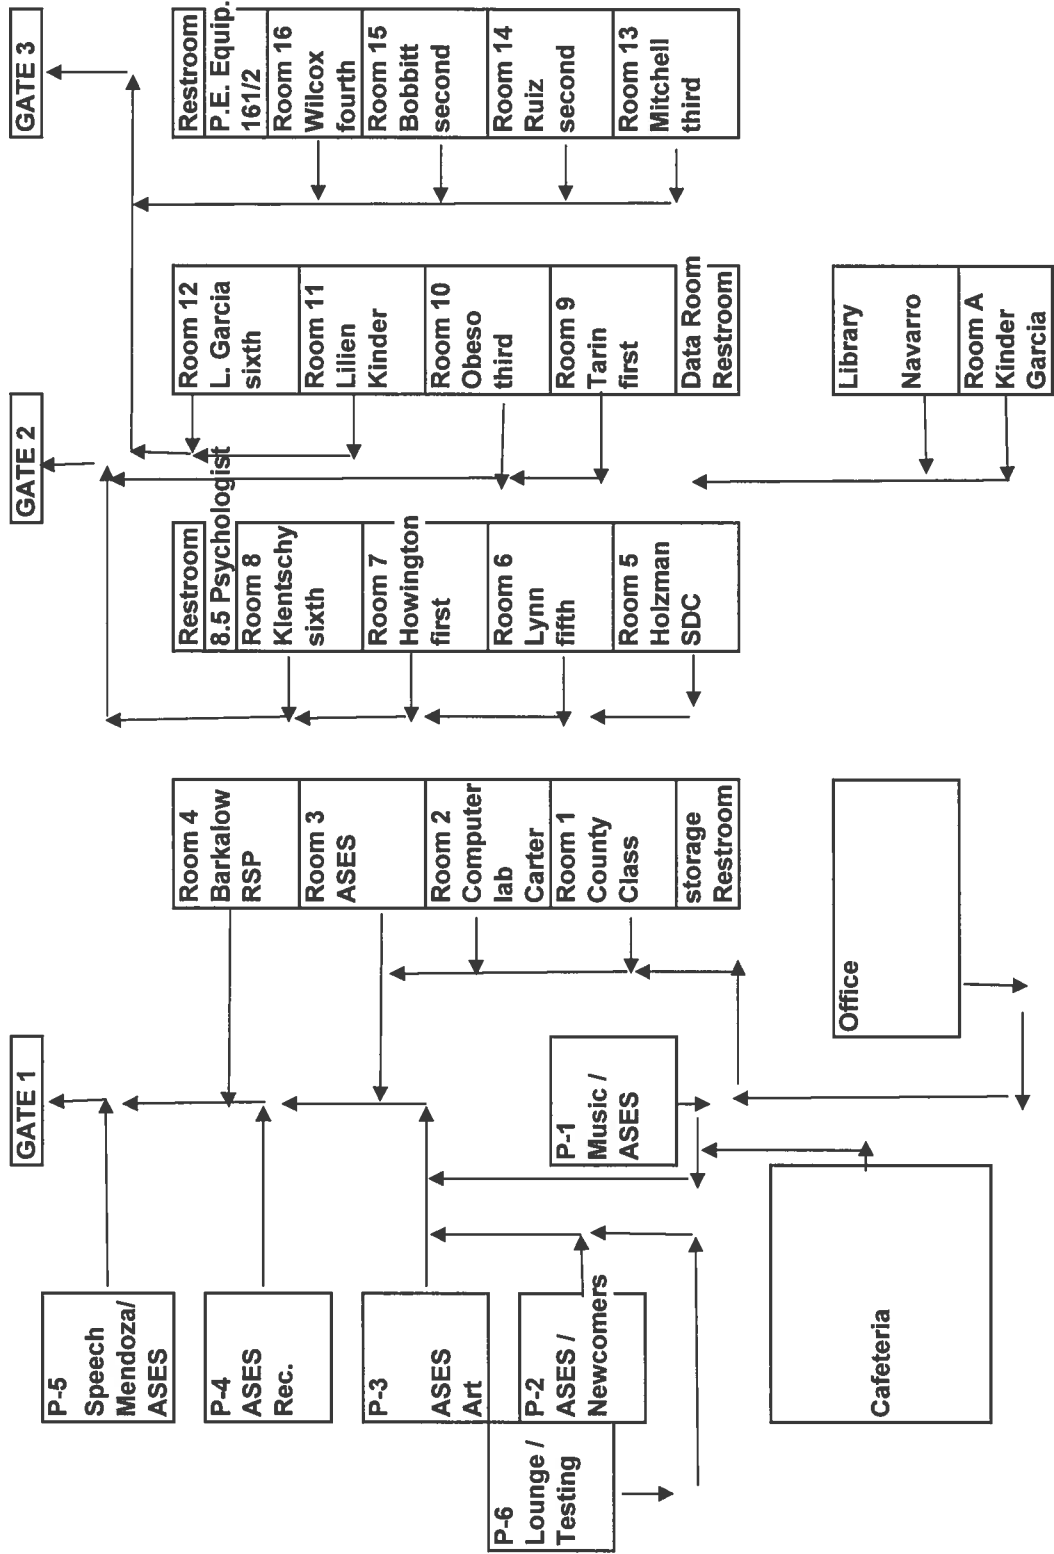 GATE 1
GATE 2
GATE 3
P-5
Speech
Mendoza/
ASES
P-4
ASES
Rec.
P-3
ASES
Art
P-2
ASES /
Newcomers
P-6
Lounge /
Testing
Cafeteria
P-1
Music /
ASES
Office
Room 4
Barkalow
RSP
Room 3
ASES
Room 2
Computer
lab
Carter
Room 1
County
Class
storage
Restroom
Restroom
8.5 Psychologist
Room 8
Klentschy
sixth
Room 7
Howington
first
Room 6
Lynn
fifth
Room 5
Holzman
SDC
Room 12
L. Garcia
sixth
Room 11
Lilien
Kinder
Room 10
Obeso
third
Room 9
Tarin
first
Data Room
Restroom
Library
Navarro
Room A
Kinder
Garcia
Restroom
P.E. Equip.
161/2
Room 16
Wilcox
fourth
Room 15
Bobbitt
second
Room 14
Ruiz
second
Room 13
Mitchell
third